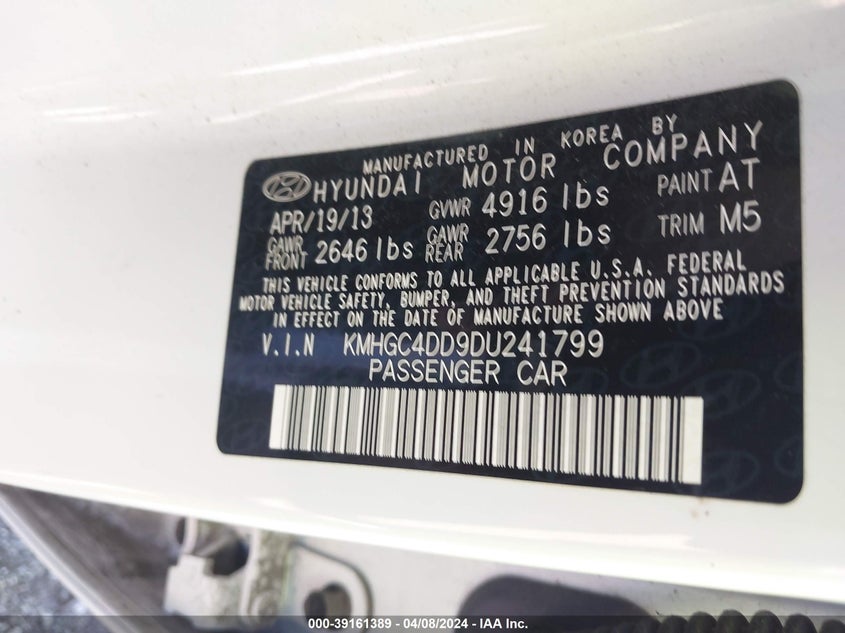 MANUFACTURED IN KOREA BY
HYUNDAI MOTOR COMPANY
APR/19/13 GVWR 4916 lbs PAINT AT
GAWR FRONT 2646 lbs GAWR REAR 2756 lbs TRIM M5
THIS VEHICLE CONFORMS TO ALL APPLICABLE U.S.A. FEDERAL
MOTOR VEHICLE SAFETY, BUMPER, AND THEFT PREVENTION STANDARDS
IN EFFECT ON THE DATE OF MANUFACTURE SHOWN ABOVE
V.I.N KMHGC4DD9DU241799
PASSENGER CAR
000-39161389 - 04/08/2024 - IAA Inc.